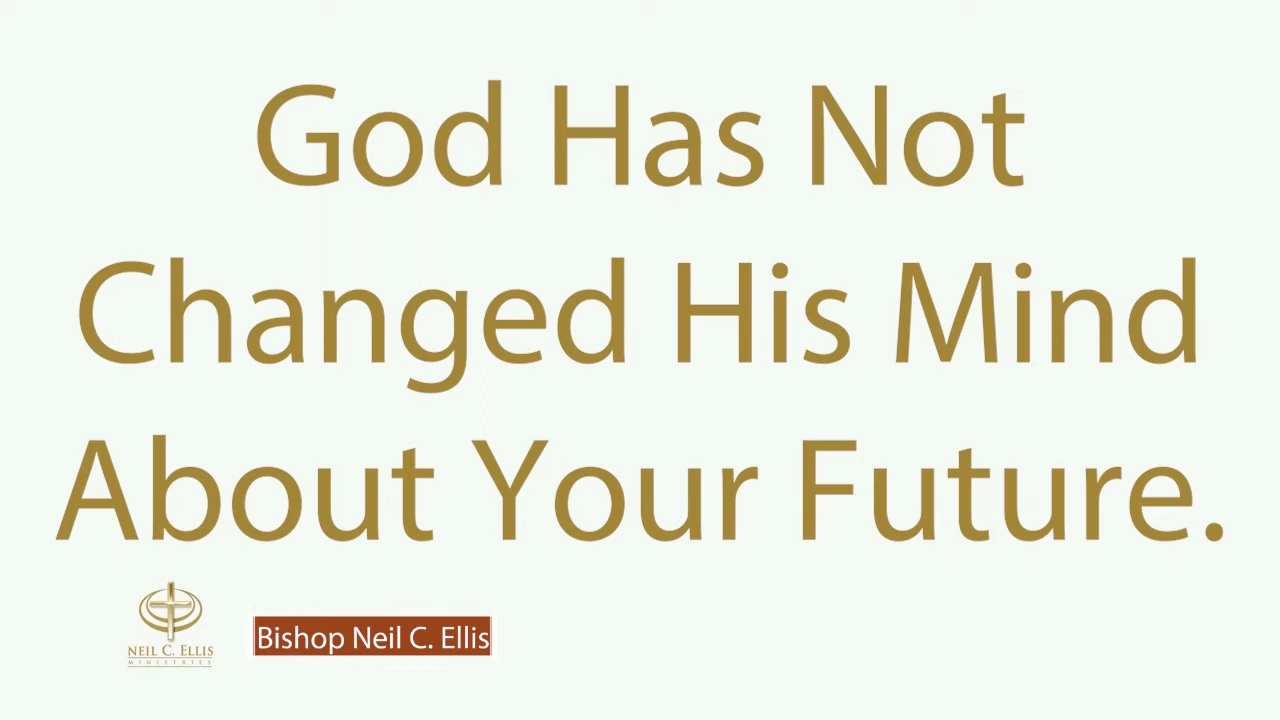 God Has Not
Changed His Mind
About Your Future.
NEIL C. ELLIS
MINISTRIES
Bishop Neil C. Ellis